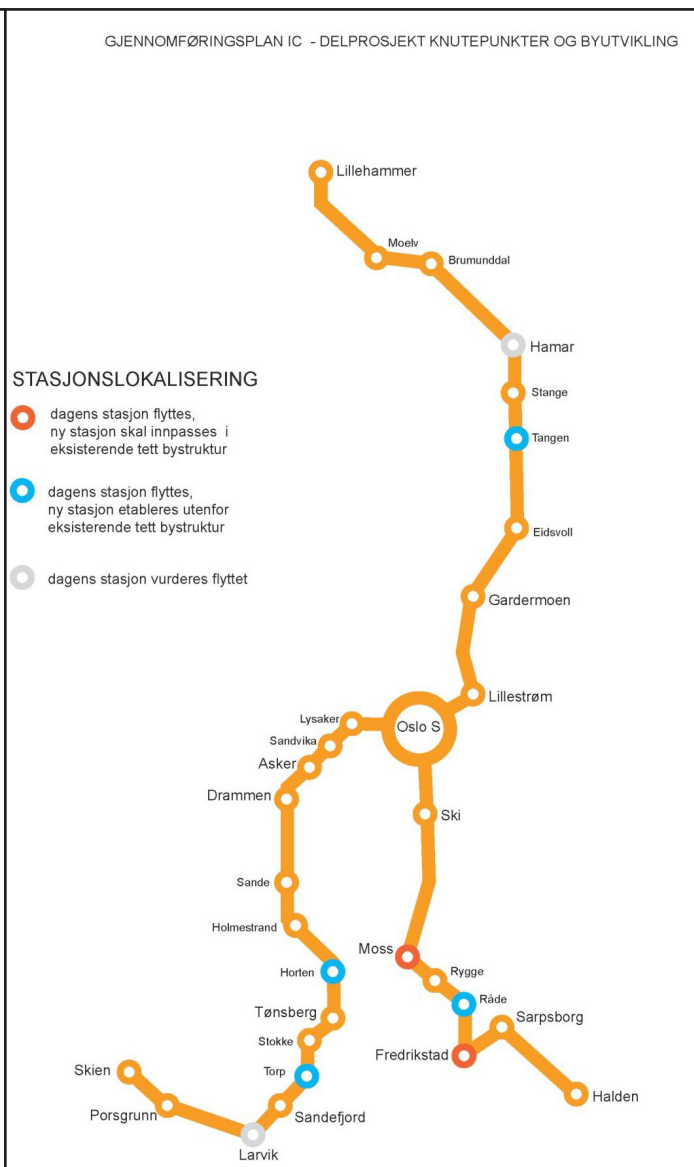 GJENNOMFØRINGSPLAN IC - DELPROSJEKT KNUTEPUNKTER OG BYUTVIKLING
Lillehammer
Moelv
Brumunddal
Hamar
STASJONSLOKALISERING
dagens stasjon flyttes,
ny stasjon skal innpasses i
eksisterende tett bystruktur
dagens stasjon flyttes,
ny stasjon etableres utenfor
eksisterende tett bystruktur
dagens stasjon vurderes flyttet
Stange
Tangen
Eidsvoll
Gardermoen
Lillestrøm
Oslo S
Lysaker
Sandvika
Asker
Drammen
Ski
Sande
Holmestrand
Moss
Horten
Rygge
Råde
Tønsberg
Sarpsborg
Stokke
Fredrikstad
Torp
Skien
Halden
Porsgrunn
Sandefjord
Larvik